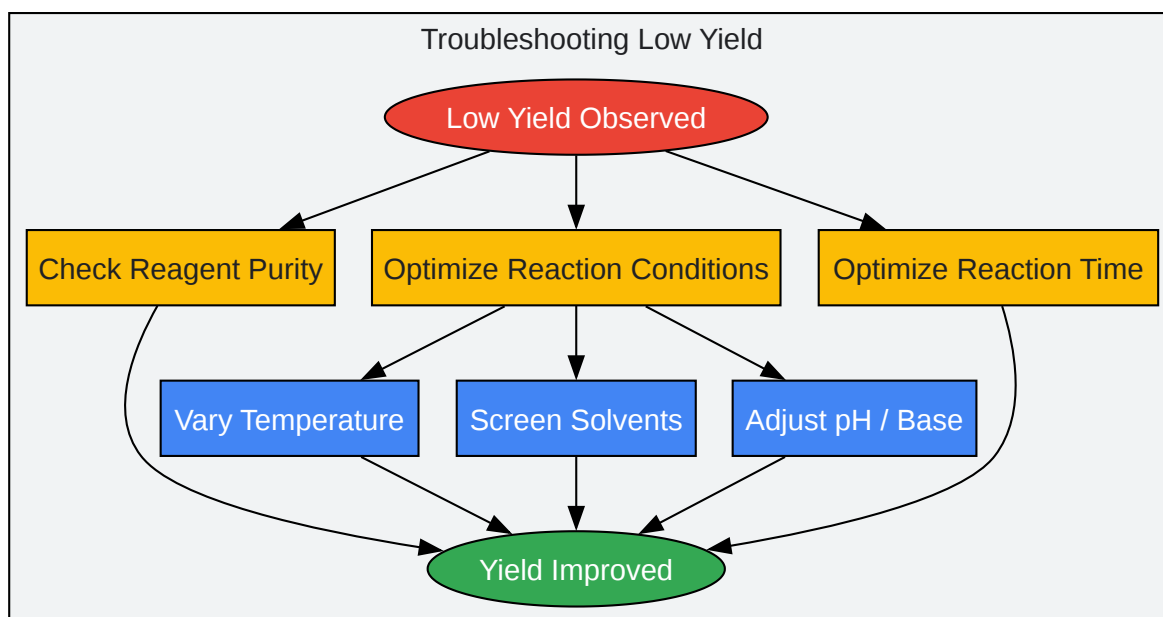 Troubleshooting Low Yield
Low Yield Observed
Check Reagent Purity
Optimize Reaction Conditions
Optimize Reaction Time
Vary Temperature
Screen Solvents
Adjust pH / Base
Yield Improved